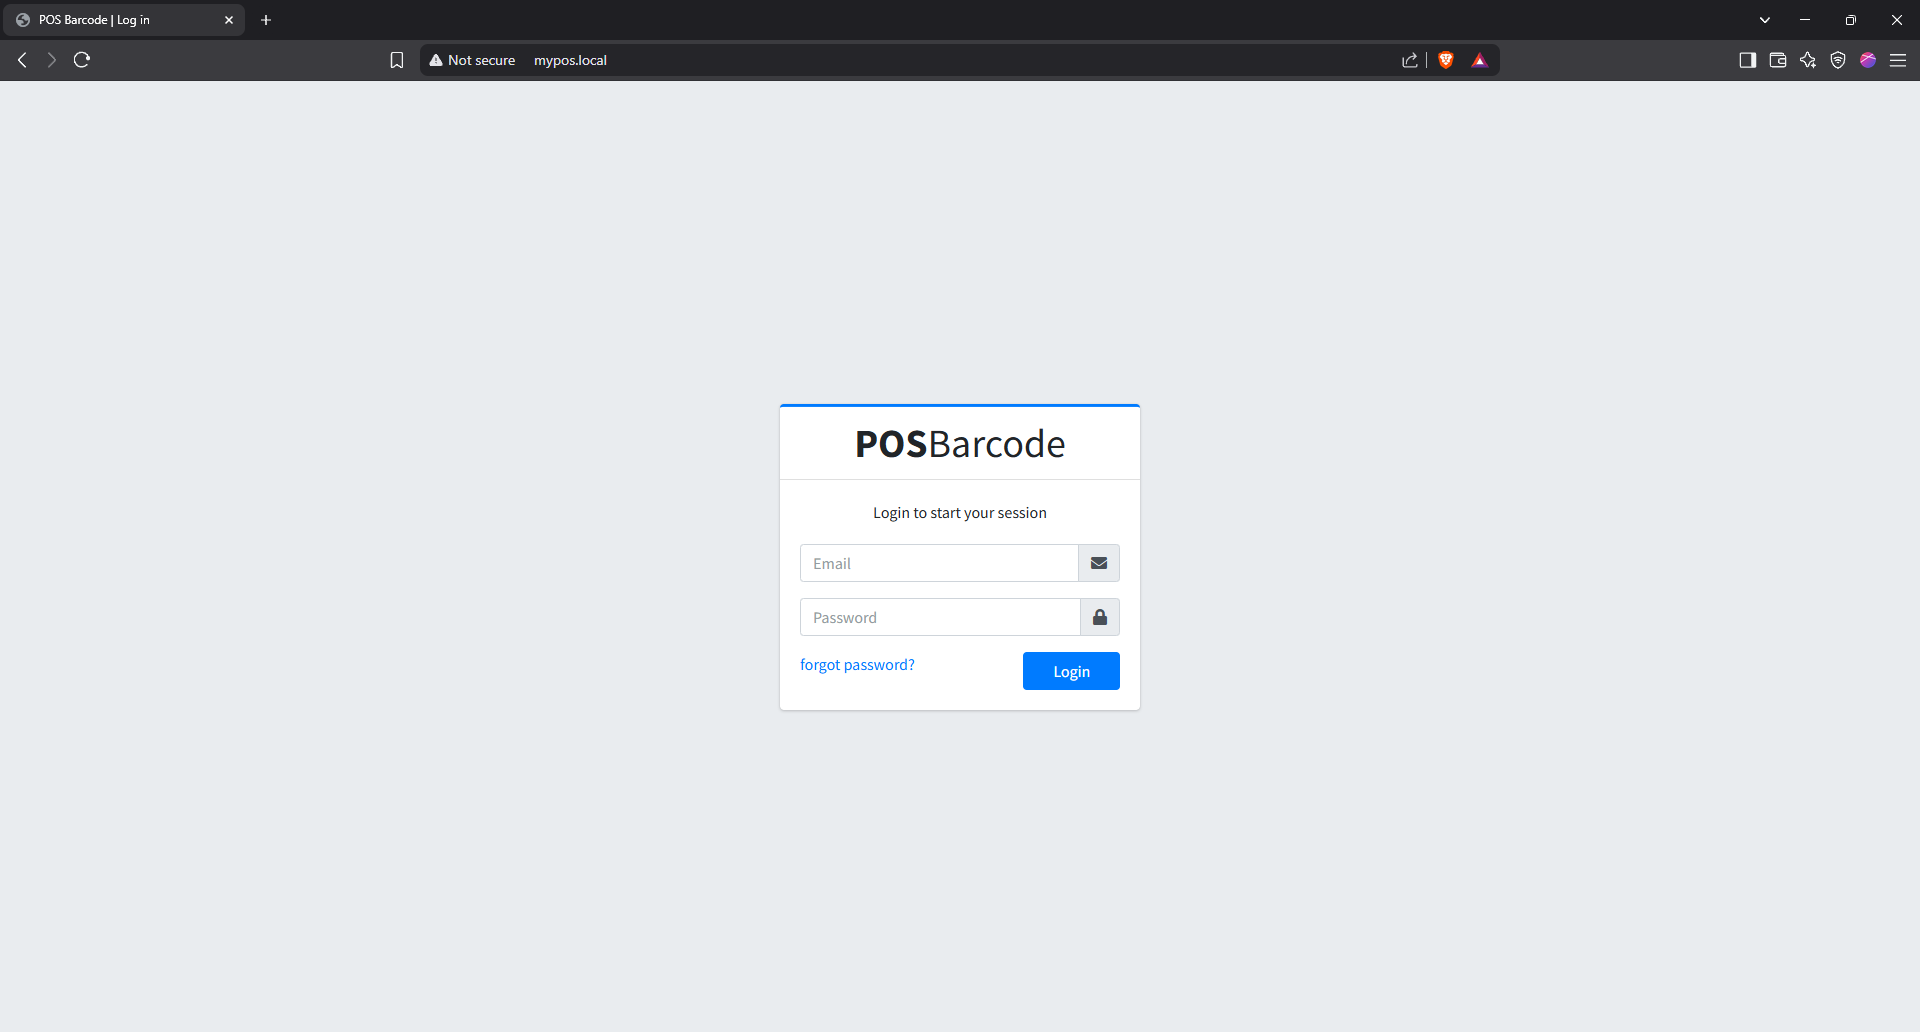 POS Barcode | Log in
Not secure mypos.local
POSBarcode
Login to start your session
Email
Password
forgot password?
Login